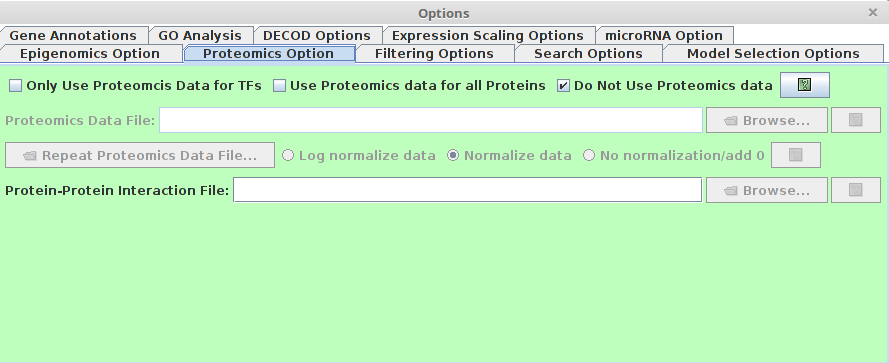 Options
Gene Annotations GO Analysis DECOD Options Expression Scaling Options microRNA Option
Epigenomics Option Proteomics Option Filtering Options Search Options Model Selection Options
Only Use Proteomcis Data for TFs Use Proteomics data for all Proteins Do Not Use Proteomics data
Proteomics Data File: Browse...
Repeat Proteomics Data File... Log normalize data Normalize data No normalization/add 0
Protein-Protein Interaction File: Browse...